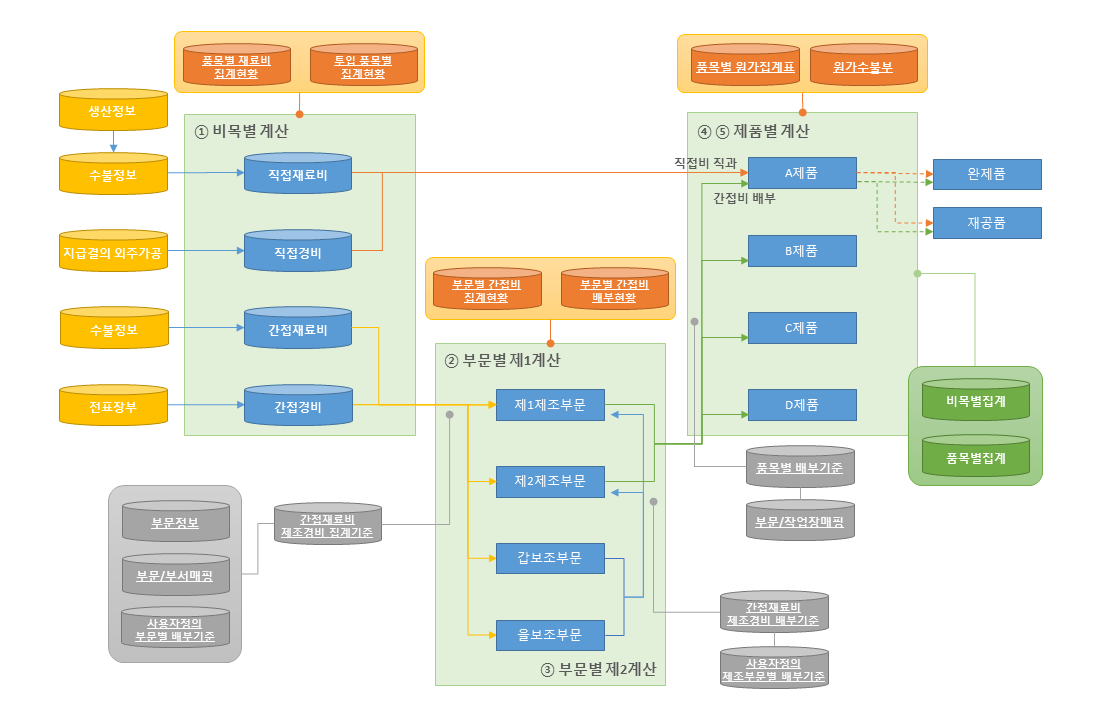 품목별 재료비
집계현황
투입 품목별
집계현황
품목별 원가집계표
원가수불부
생산정보
① 비목별 계산
④ ⑤ 제품별 계산
수불정보
직접재료비
직접비 직과
A제품
완제품
간접비 배부
재공품
지급결의 외주가공
직접경비
B제품
부문별 간접비
집계현황
부문별 간접비
배부현황
수불정보
간접재료비
C제품
② 부문별 제1계산
전표장부
간접경비
제1제조부문
D제품
비목별집계
품목별집계
제2제조부문
품목별 배부기준
부문정보
간접재료비
제조경비 집계기준
부문/작업장매핑
갑보조부문
부문/부서매핑
사용자정의
부문별 배부기준
을보조부문
간접재료비
제조경비 배부기준
③ 부문별 제2계산
사용자정의
제조부문별 배부기준